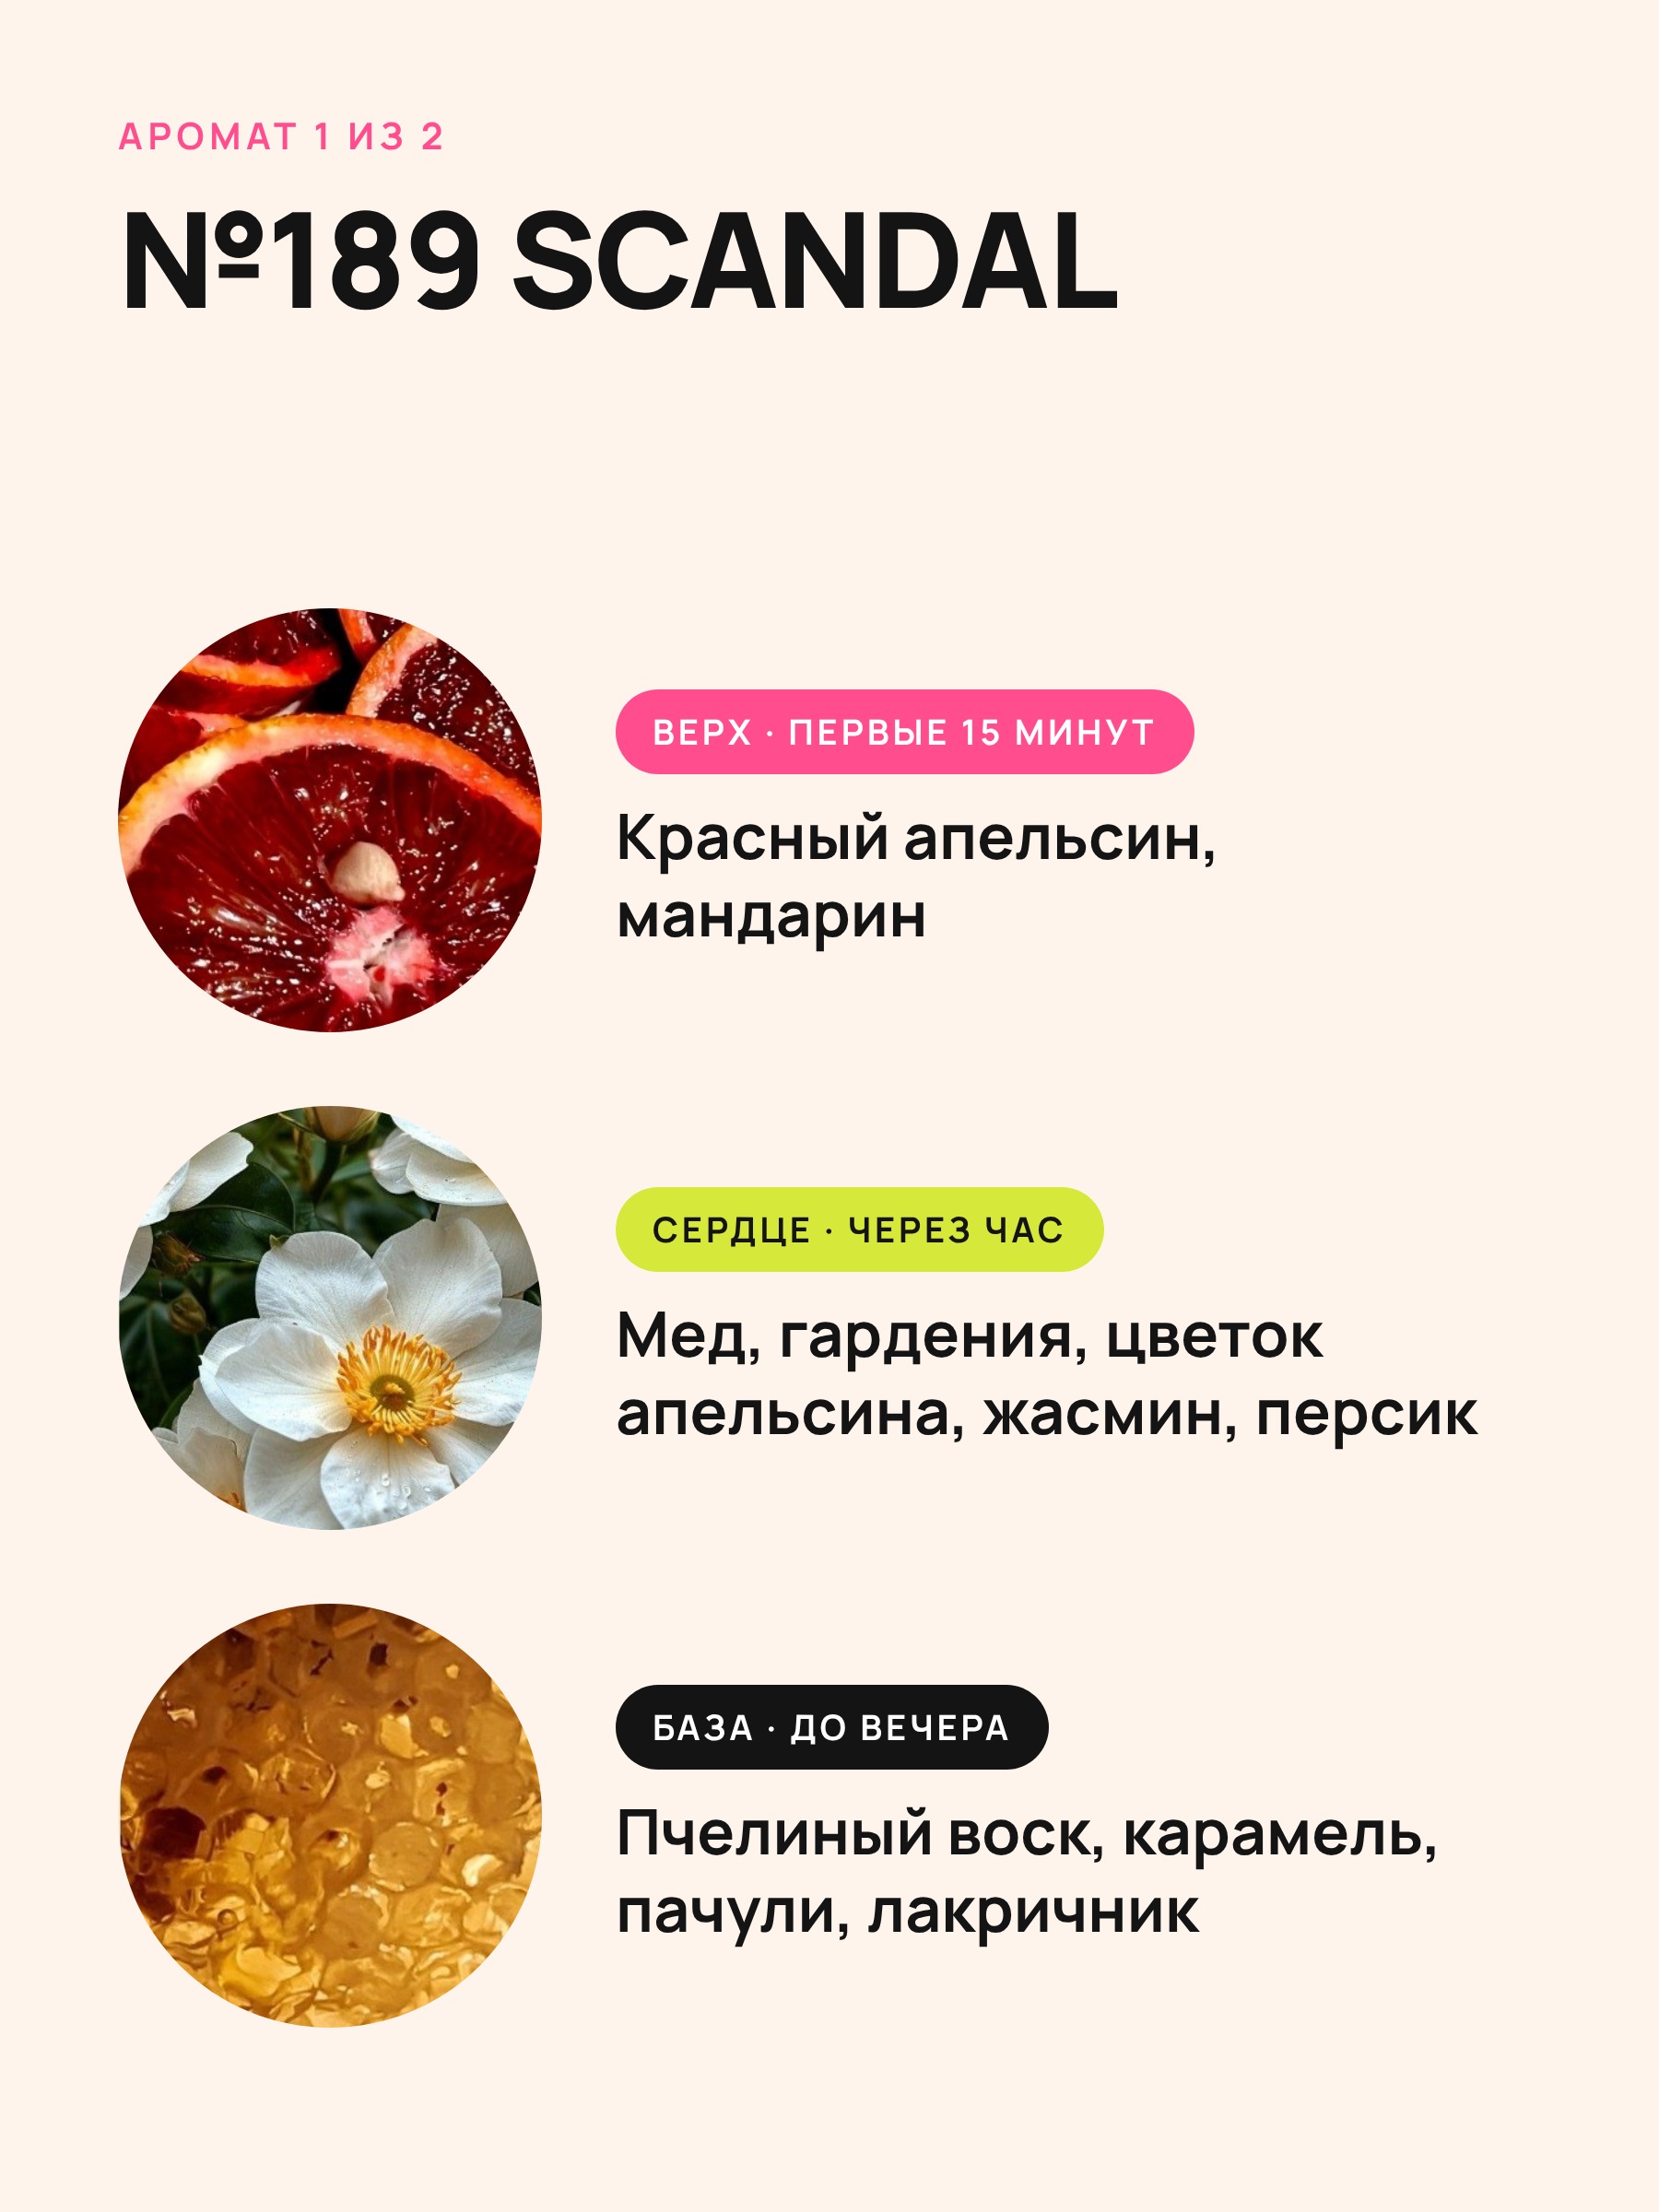 АРОМАТ 1 ИЗ 2
№189 SCANDAL
ВЕРХ · ПЕРВЫЕ 15 МИНУТ
Красный апельсин,
мандарин
СЕРДЦЕ · ЧЕРЕЗ ЧАС
Мед, гардения, цветок
апельсина, жасмин, персик
БАЗА · ДО ВЕЧЕРА
Пчелиный воск, карамель,
пачули, лакричник